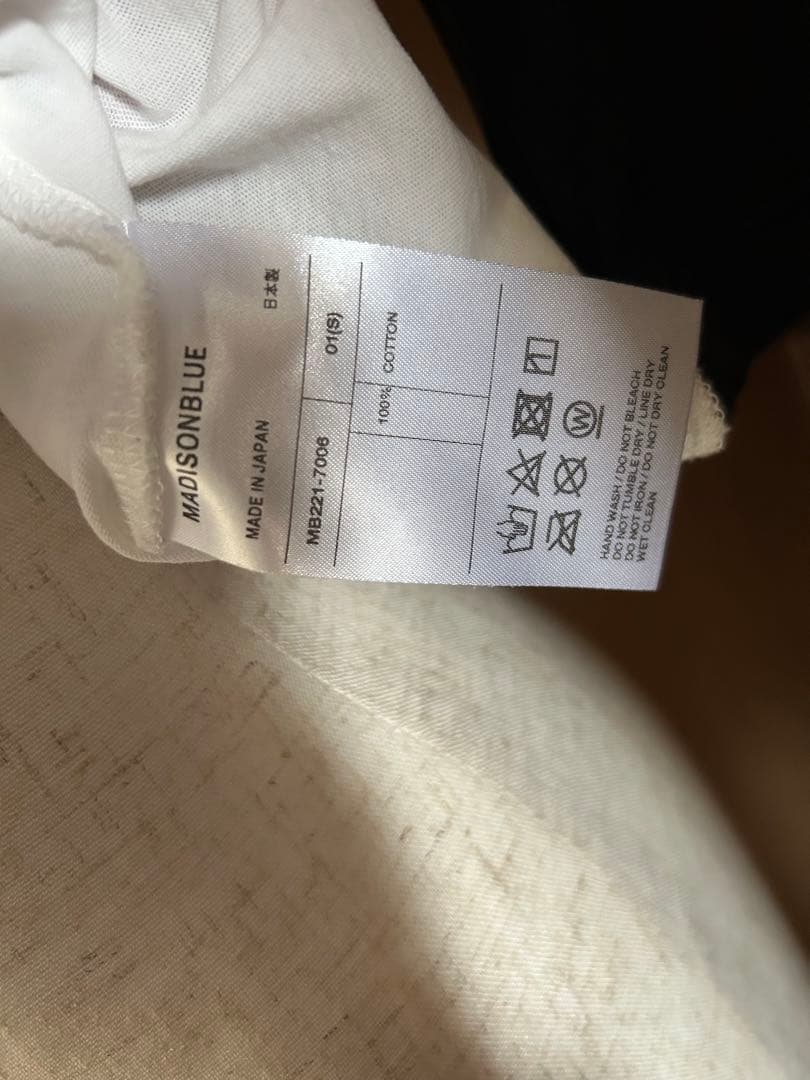 MADISONBLUE
MADE IN JAPAN 日本製
MB221-7006 01(S)
100% COTTON
W
HAND WASH / DO NOT BLEACH
DO NOT TUMBLE DRY / LINE DRY
DO NOT IRON / DO NOT DRY CLEAN
WET CLEAN